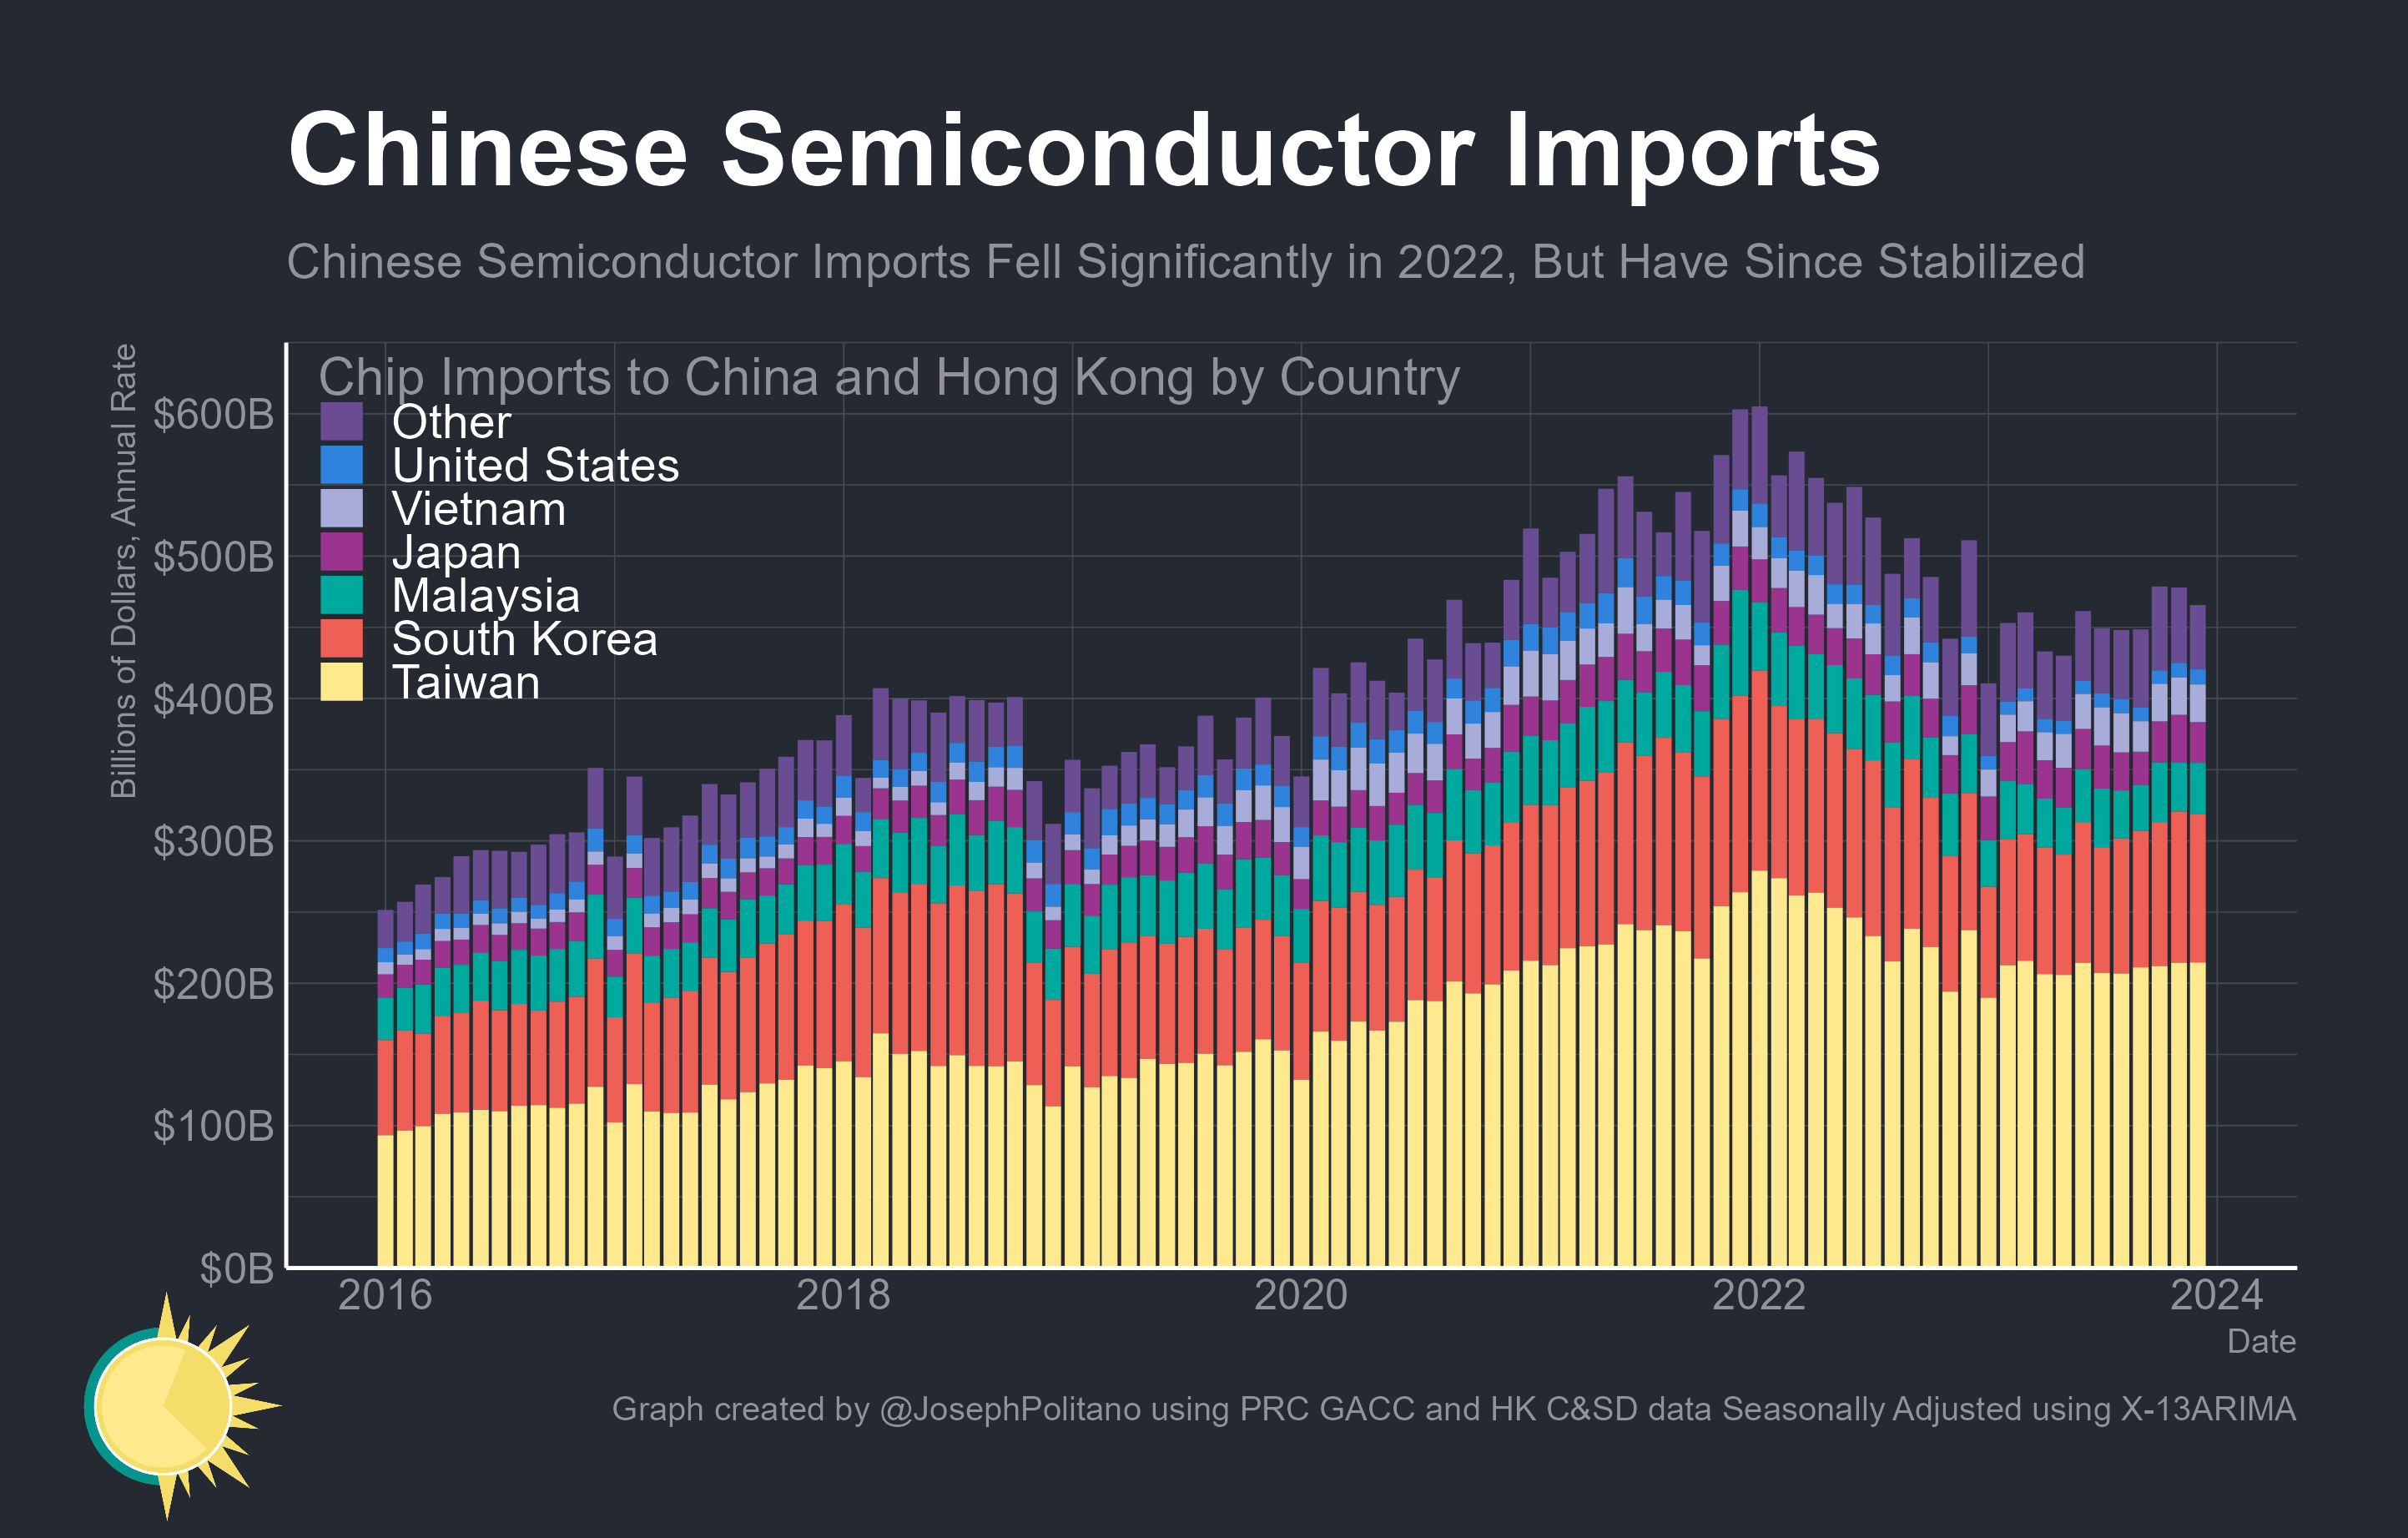 Chinese Semiconductor Imports
Chinese Semiconductor Imports Fell Significantly in 2022, But Have Since Stabilized
Billions of Dollars, Annual Rate
Chip Imports to China and Hong Kong by Country
Other
United States
Vietnam
Japan
Malaysia
South Korea
Taiwan
$600B
$500B
$400B
$300B
$200B
$100B
$0B
2016
2018
2020
2022
2024
Date
Graph created by @JosephPolitano using PRC GACC and HK C&SD data Seasonally Adjusted using X-13ARIMA